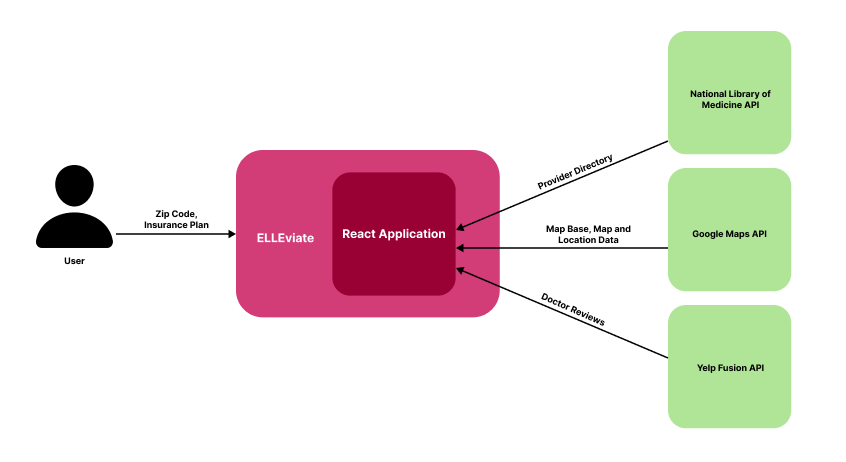 Zip Code,
Insurance Plan
User
ELLEviate
React Application
Provider Directory
Map Base, Map and
Location Data
Doctor Reviews
National Library of
Medicine API
Google Maps API
Yelp Fusion API